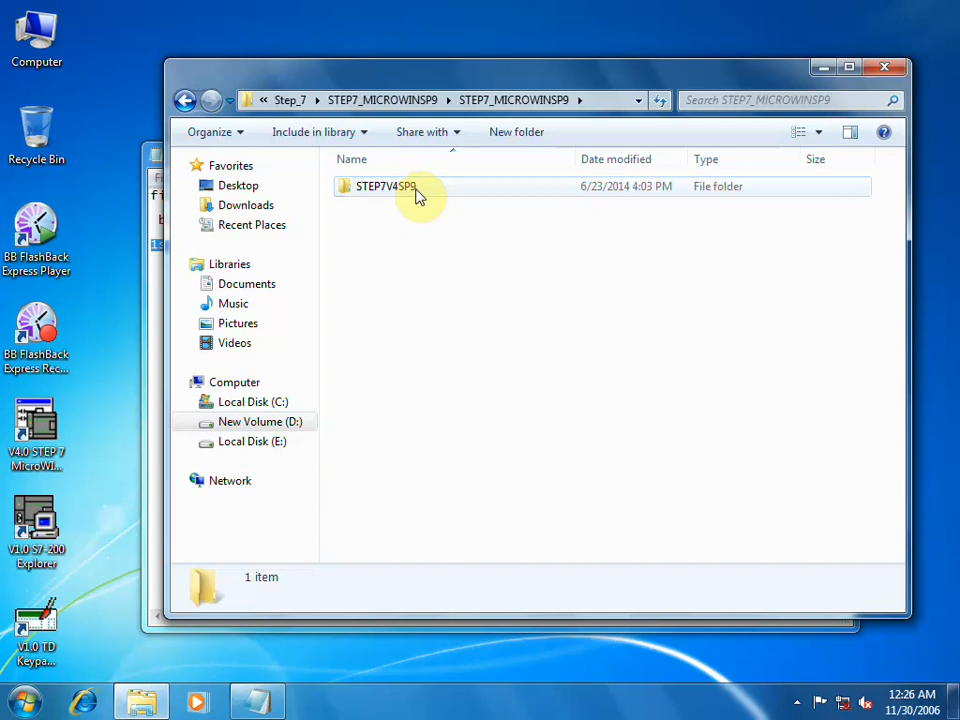 Computer
Recycle Bin
BB FlashBack
Express Player
BB FlashBack
Express Rec...
V4.0 STEP 7
MicroWI...
V1.0 S7-200
Explorer
V1.0 TD
Keypa...
« Step_7 STEP7_MICROWINSP9 STEP7_MICROWINSP9
Search STEP7_MICROWINSP9
Organize Include in library Share with New folder
Name Date modified Type Size
STEP7V4SP9 6/23/2014 4:03 PM File folder
Favorites
Desktop
Downloads
Recent Places
Libraries
Documents
Music
Pictures
Videos
Computer
Local Disk (C:)
New Volume (D:)
Local Disk (E:)
Network
1 item
12:26 AM
11/30/2006